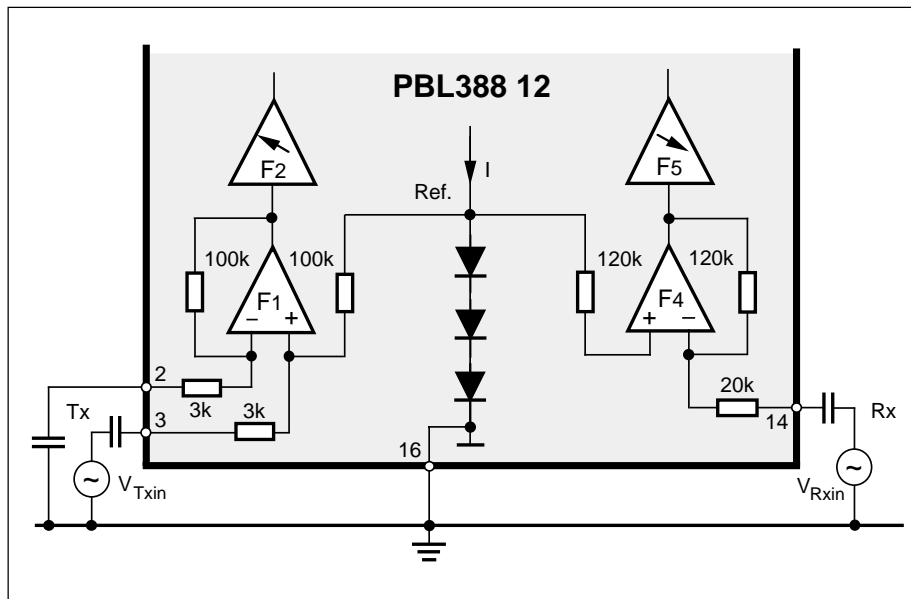 PBL388 12
F2
F5
I
Ref.
100k
100k
120k
120k
F1
F4
− +
+ −
2
3k
20k
Tx
3
3k
14
Rx
16
~
VTxin
~
VRxin